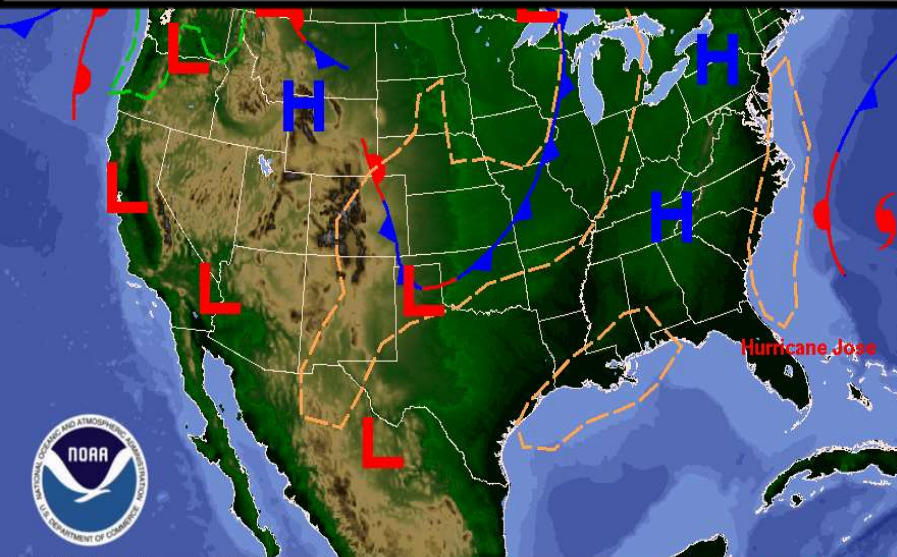 L
L
H
H
L
H
L
L
Hurricane Jose
L
NATIONAL OCEANIC AND ATMOSPHERIC ADMINISTRATION
NOAA
U.S. DEPARTMENT OF COMMERCE